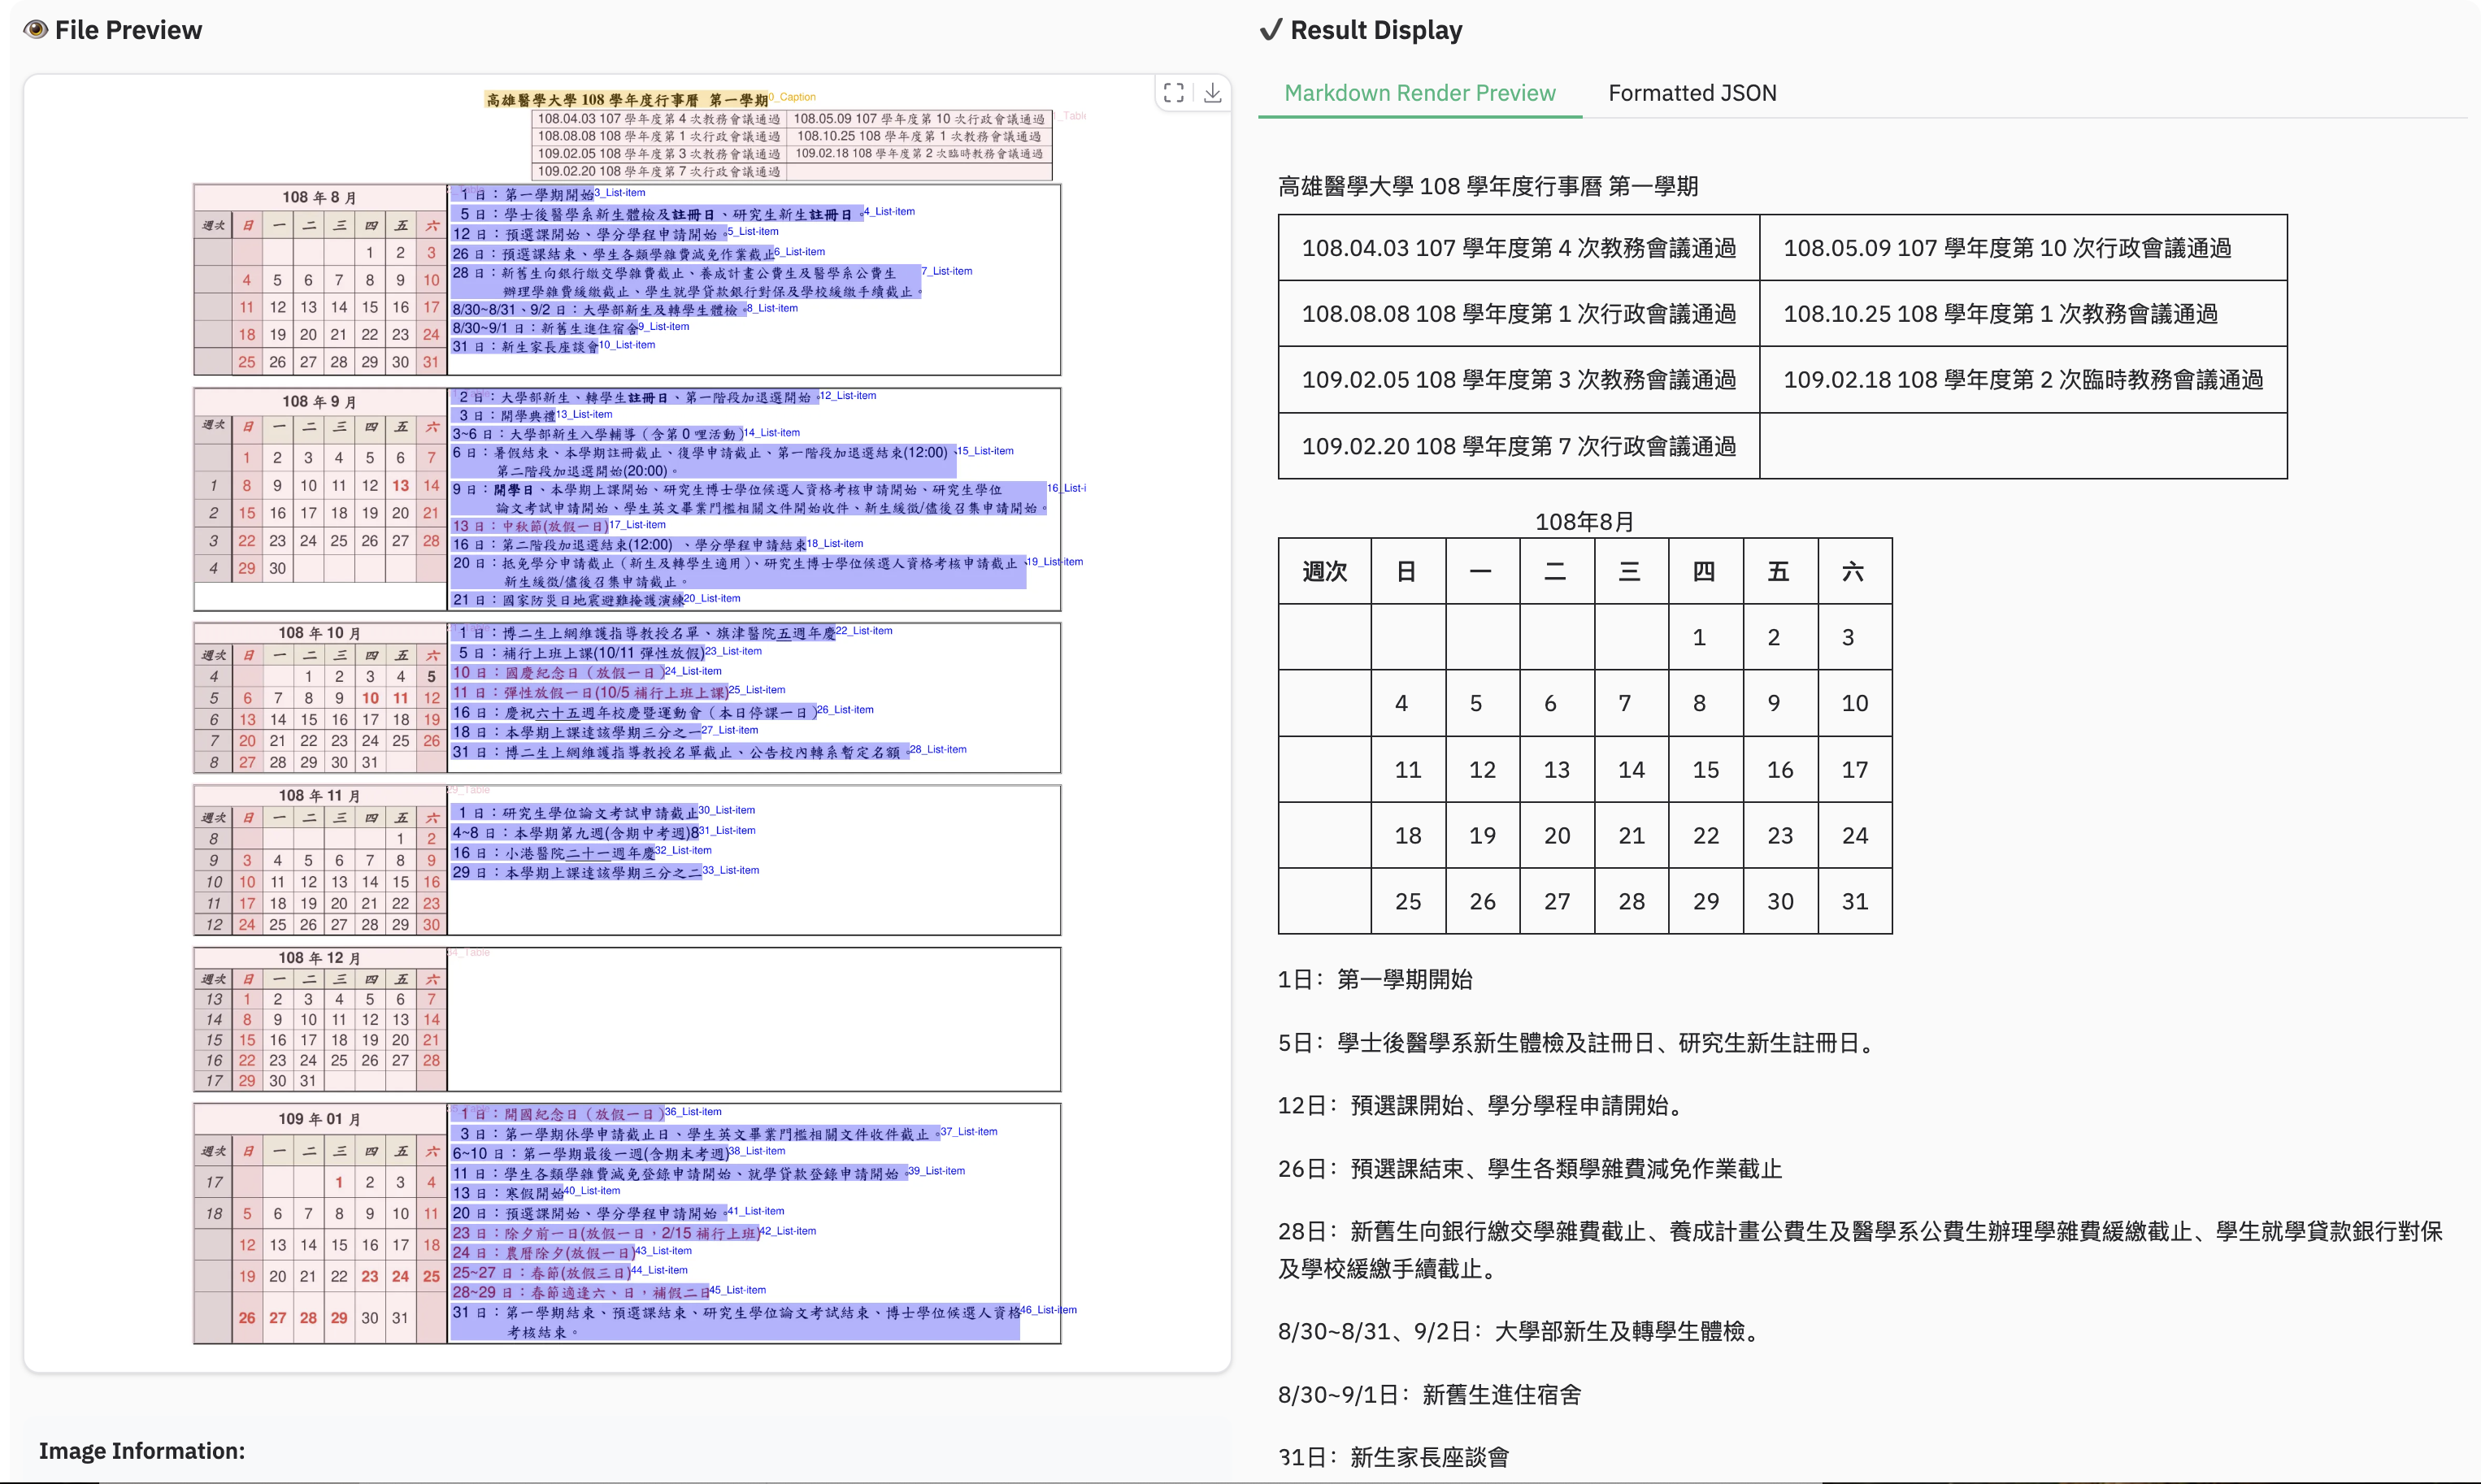 👁️ File Preview
高雄醫學大學 108 學年度行事曆 第一學期 0_Caption
1_Tabl
108.04.03 107 學年度第 4 次教務會議通過 108.05.09 107 學年度第 10 次行政會議通過
108.08.08 108 學年度第 1 次行政會議通過 108.10.25 108 學年度第 1 次教務會議通過
109.02.05 108 學年度第 3 次教務會議通過 109.02.18 108 學年度第 2 次臨時教務會議通過
109.02.20 108 學年度第 7 次行政會議通過
108 年 8 月
週次 日 一 二 三 四 五 六
1 2 3
4 5 6 7 8 9 10
11 12 13 14 15 16 17
18 19 20 21 22 23 24
25 26 27 28 29 30 31
1 日：第一學期開始 3_List-item
5 日：學士後醫學系新生體檢及註冊日、研究生新生註冊日。 4_List-item
12 日：預選課開始、學分學程申請開始。 5_List-item
26 日：預選課結束、學生各類學雜費減免作業截止 6_List-item
28 日：新舊生向銀行繳交學雜費截止、養成計畫公費生及醫學系公費生 7_List-item
辦理學雜費緩繳截止、學生就學貸款銀行對保及學校緩繳手續截止。
8/30~8/31、9/2 日：大學部新生及轉學生體檢。 8_List-item
8/30~9/1 日：新舊生進住宿舍 9_List-item
31 日：新生家長座談會 10_List-item
108 年 9 月
週次 日 一 二 三 四 五 六
1 2 3 4 5 6 7
1 8 9 10 11 12 13 14
2 15 16 17 18 19 20 21
3 22 23 24 25 26 27 28
4 29 30
2 日：大學部新生、轉學生註冊日、第一階段加退選開始。 12_List-item
3 日：開學典禮 13_List-item
3~6 日：大學部新生入學輔導（含第 0 哩活動） 14_List-item
6 日：暑假結束、本學期註冊截止、復學申請截止、第一階段加退選結束(12:00)、 15_List-item
第二階段加退選開始(20:00)。
9 日：開學日、本學期上課開始、研究生博士學位候選人資格考核申請開始、研究生學位 16_List-i
論文考試申請開始、學生英文畢業門檻相關文件開始收件、新生緩徵/儘後召集申請開始。
13 日：中秋節(放假一日) 17_List-item
16 日：第二階段加退選結束(12:00) 、學分學程申請結束 18_List-item
20 日：抵免學分申請截止（新生及轉學生適用）、研究生博士學位候選人資格考核申請截止、 19_List-item
新生緩徵/儘後召集申請截止。
21 日：國家防災日地震避難掩護演練 20_List-item
108 年 10 月
週次 日 一 二 三 四 五 六
4 1 2 3 4 5
5 6 7 8 9 10 11 12
6 13 14 15 16 17 18 19
7 20 21 22 23 24 25 26
8 27 28 29 30 31
1 日：博二生上網維護指導教授名單、旗津醫院五週年慶 22_List-item
5 日：補行上班上課(10/11 彈性放假) 23_List-item
10 日：國慶紀念日（放假一日） 24_List-item
11 日：彈性放假一日(10/5 補行上班上課) 25_List-item
16 日：慶祝六十五週年校慶暨運動會（本日停課一日） 26_List-item
18 日：本學期上課達該學期三分之一 27_List-item
31 日：博二生上網維護指導教授名單截止、公告校內轉系暫定名額。 28_List-item
108 年 11 月
29_Table
週次 日 一 二 三 四 五 六
8 1 2
9 3 4 5 6 7 8 9
10 10 11 12 13 14 15 16
11 17 18 19 20 21 22 23
12 24 25 26 27 28 29 30
1 日：研究生學位論文考試申請截止 30_List-item
4~8 日：本學期第九週(含期中考週)8 31_List-item
16 日：小港醫院二十一週年慶 32_List-item
29 日：本學期上課達該學期三分之二 33_List-item
108 年 12 月
34_Table
週次 日 一 二 三 四 五 六
13 1 2 3 4 5 6 7
14 8 9 10 11 12 13 14
15 15 16 17 18 19 20 21
16 22 23 24 25 26 27 28
17 29 30 31
109 年 01 月
週次 日 一 二 三 四 五 六
17 1 2 3 4
18 5 6 7 8 9 10 11
12 13 14 15 16 17 18
19 20 21 22 23 24 25
26 27 28 29 30 31
1 日：開國紀念日（放假一日） 36_List-item
3 日：第一學期休學申請截止日、學生英文畢業門檻相關文件收件截止。 37_List-item
6~10 日：第一學期最後一週(含期末考週) 38_List-item
11 日：學生各類學雜費減免登錄申請開始、就學貸款登錄申請開始。 39_List-item
13 日：寒假開始 40_List-item
20 日：預選課開始、學分學程申請開始。 41_List-item
23 日：除夕前一日(放假一日，2/15 補行上班) 42_List-item
24 日：農曆除夕(放假一日) 43_List-item
25~27 日：春節(放假三日) 44_List-item
28~29 日：春節適逢六、日，補假二日 45_List-item
31 日：第一學期結束、預選課結束、研究生學位論文考試結束、博士學位候選人資格 46_List-item
考核結束。
Image Information:
✔ Result Display
Markdown Render Preview Formatted JSON
高雄醫學大學 108 學年度行事曆 第一學期
108.04.03 107 學年度第 4 次教務會議通過 108.05.09 107 學年度第 10 次行政會議通過
108.08.08 108 學年度第 1 次行政會議通過 108.10.25 108 學年度第 1 次教務會議通過
109.02.05 108 學年度第 3 次教務會議通過 109.02.18 108 學年度第 2 次臨時教務會議通過
109.02.20 108 學年度第 7 次行政會議通過
108年8月
週次 日 一 二 三 四 五 六
1 2 3
4 5 6 7 8 9 10
11 12 13 14 15 16 17
18 19 20 21 22 23 24
25 26 27 28 29 30 31
1日：第一學期開始
5日：學士後醫學系新生體檢及註冊日、研究生新生註冊日。
12日：預選課開始、學分學程申請開始。
26日：預選課結束、學生各類學雜費減免作業截止
28日：新舊生向銀行繳交學雜費截止、養成計畫公費生及醫學系公費生辦理學雜費緩繳截止、學生就學貸款銀行對保
及學校緩繳手續截止。
8/30~8/31、9/2日：大學部新生及轉學生體檢。
8/30~9/1日：新舊生進住宿舍
31日：新生家長座談會